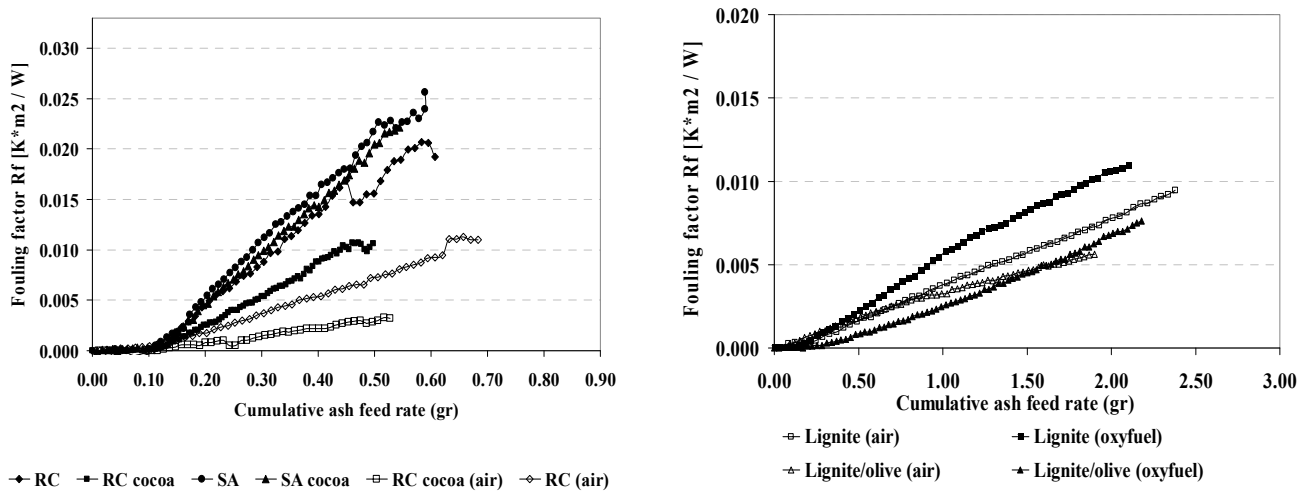 Fouling factor Rf [K*m2 / W]
0.030
0.025
0.020
0.015
0.010
0.005
0.000
0.00 0.10 0.20 0.30 0.40 0.50 0.60 0.70 0.80 0.90
Cumulative ash feed rate (gr)
RC RC cocoa SA SA cocoa RC cocoa (air) RC (air)
Fouling factor Rf [K*m2 / W]
0.020
0.015
0.010
0.005
0.000
0.00 0.50 1.00 1.50 2.00 2.50 3.00
Cumulative ash feed rate (gr)
Lignite (air) Lignite (oxyfuel)
Lignite/olive (air) Lignite/olive (oxyfuel)